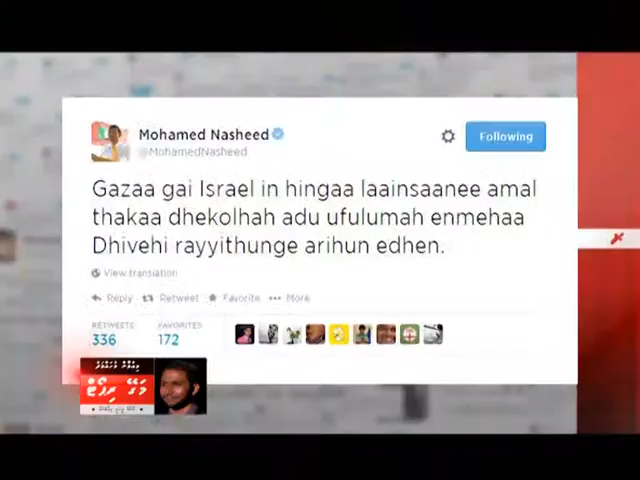 Mohamed Nasheed
@MohamedNasheed
Following
Gazaa gai Israel in hingaa laainsaanee amal
thakaa dhekolhah adu ufulumah enmehaa
Dhivehi rayyithunge arihun edhen.
View translation
Reply Retweet Favorite More
RETWEETS FAVORITES
336 172
މަގޭ ރިޕޯޓް